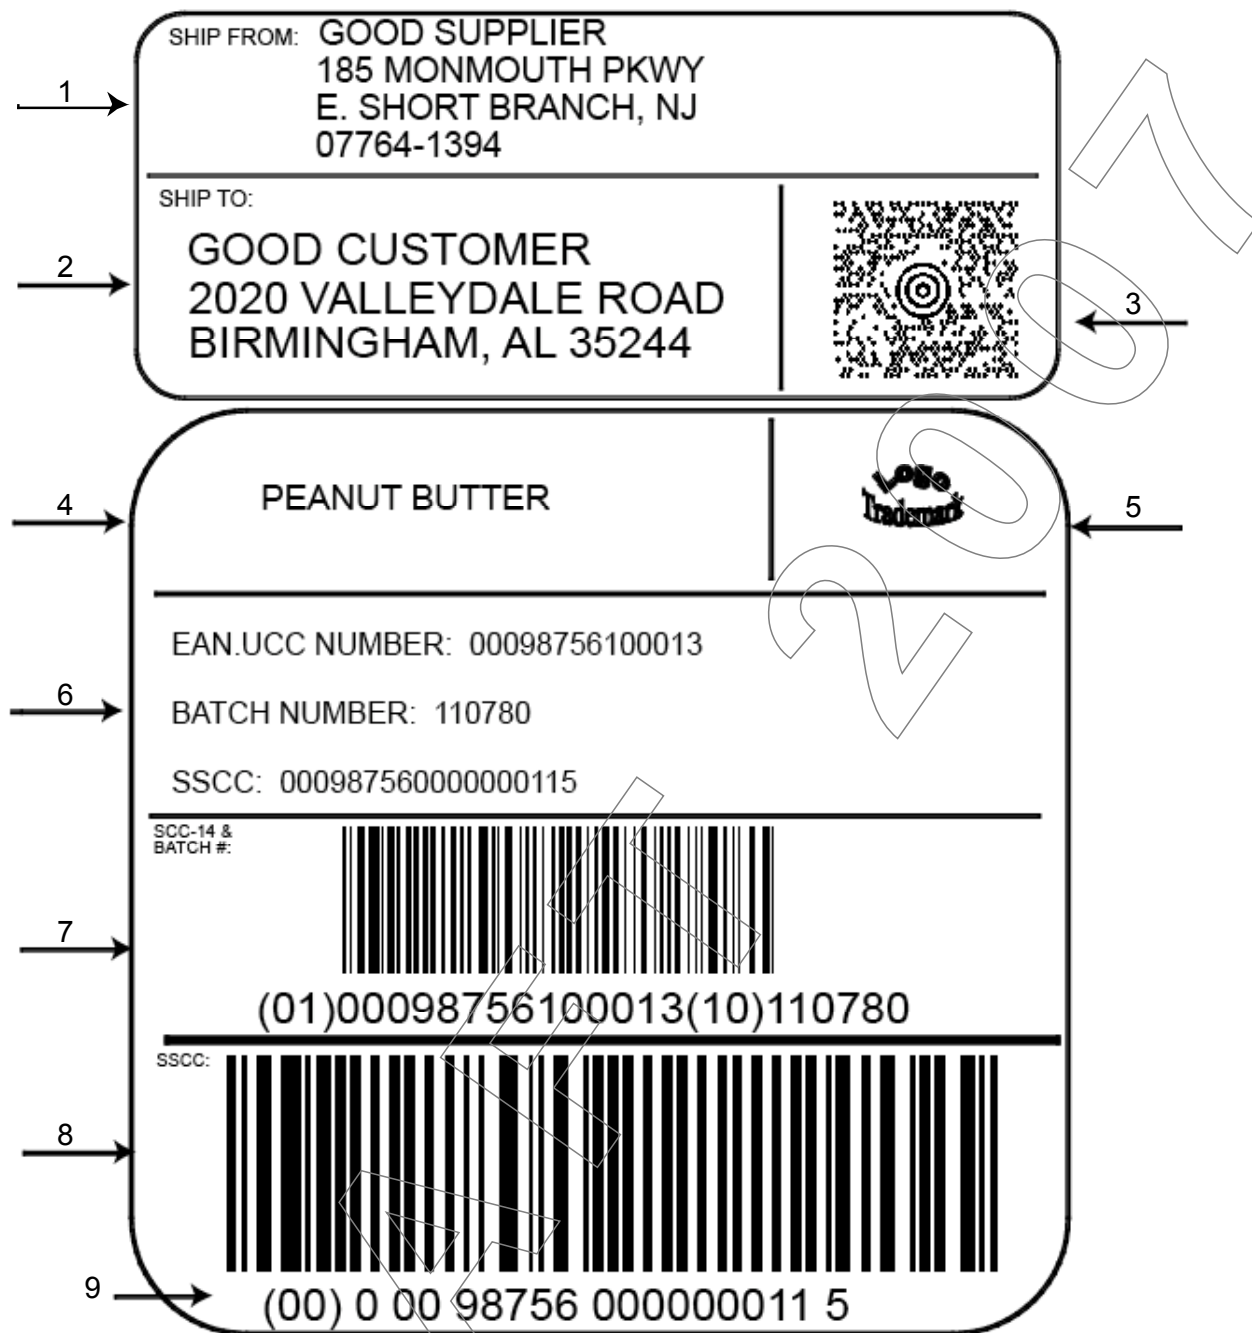 SHIP FROM: GOOD SUPPLIER
185 MONMOUTH PKWY
E. SHORT BRANCH, NJ
07764-1394
1
SHIP TO:
GOOD CUSTOMER
2020 VALLEYDALE ROAD
BIRMINGHAM, AL 35244
2
3
PEANUT BUTTER
4
Logo
Trademark
5
EAN.UCC NUMBER: 00098756100013
BATCH NUMBER: 110780
SSCC: 000987560000000115
6
SCC-14 &
BATCH #:
7
(01)00098756100013(10)110780
SSCC:
8
9
(00) 0 00 98756 000000011 5
2007